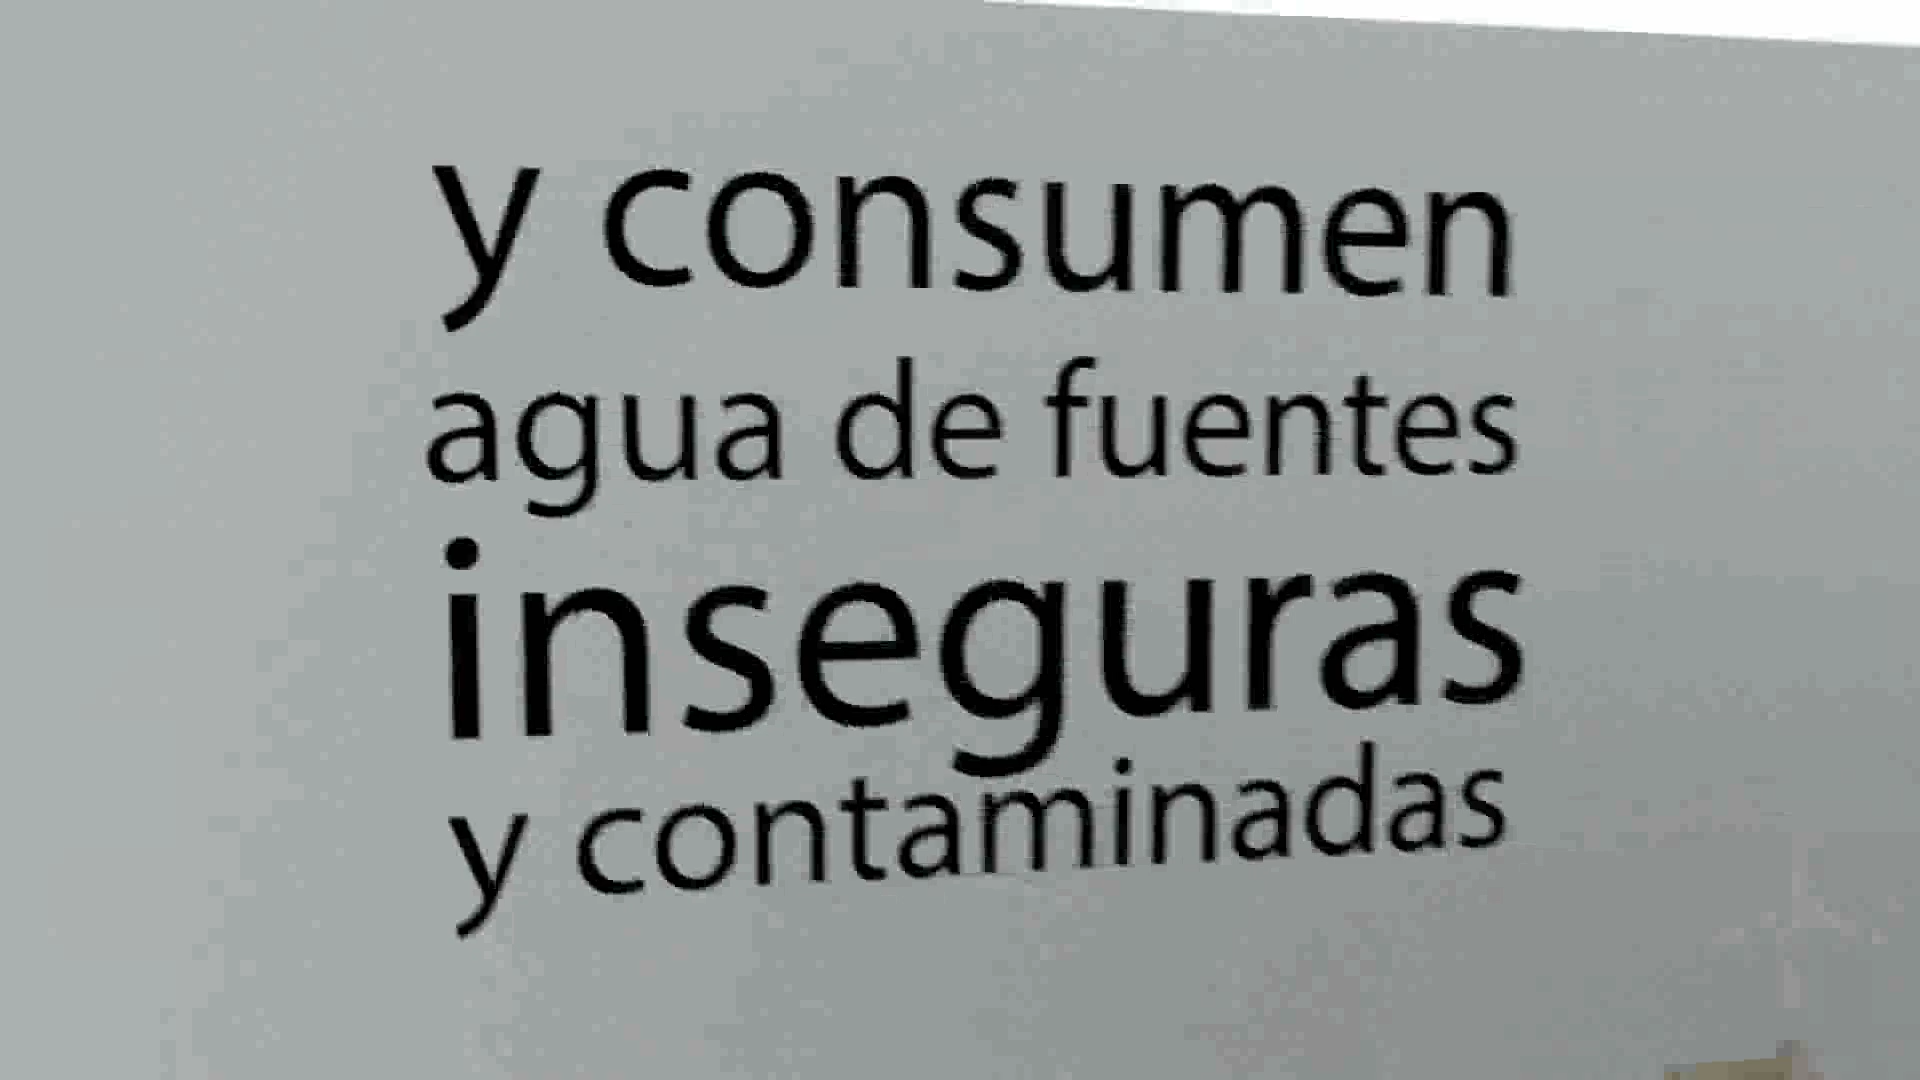 y consumen
agua de fuentes
inseguras
y contaminadas